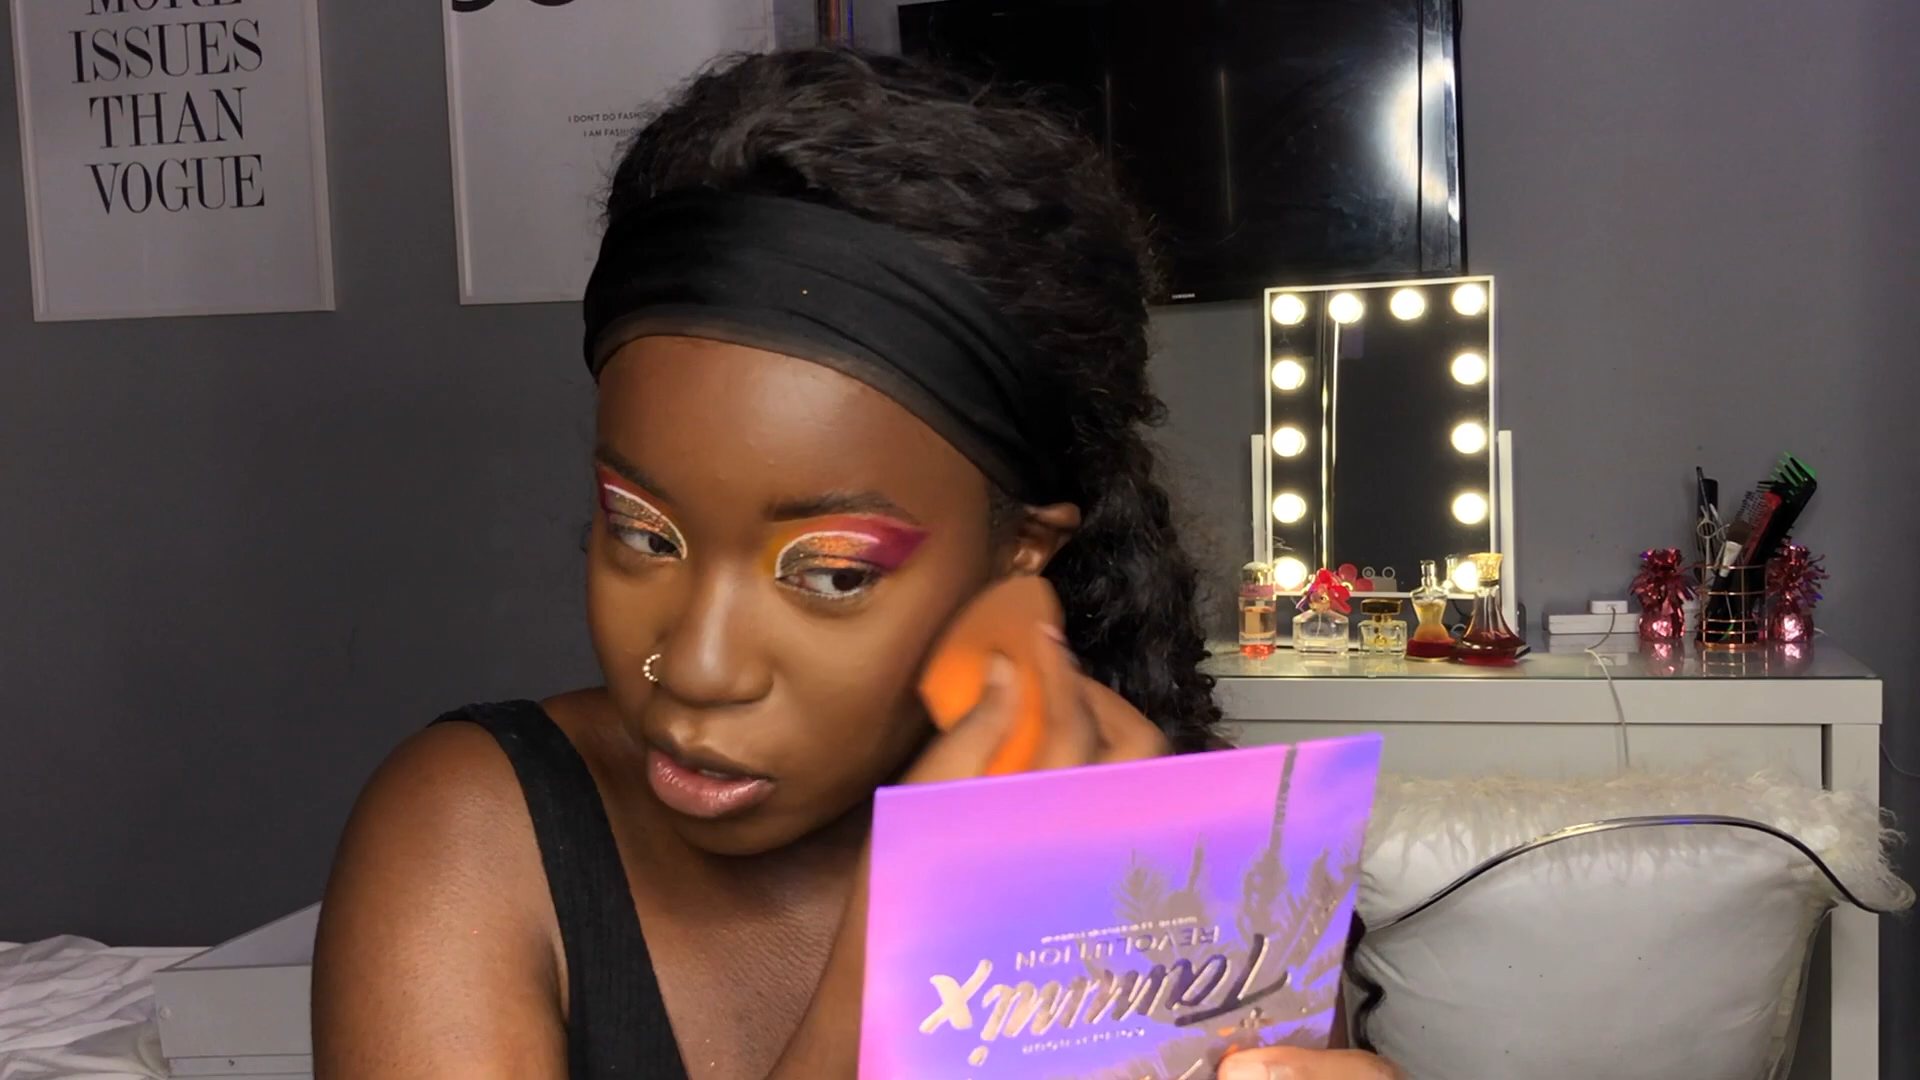 MORE
ISSUES
THAN
VOGUE
I DON'T DO FASHION
I AM FASHION
SAMSUNG
REVOLUTION
Tammi
X